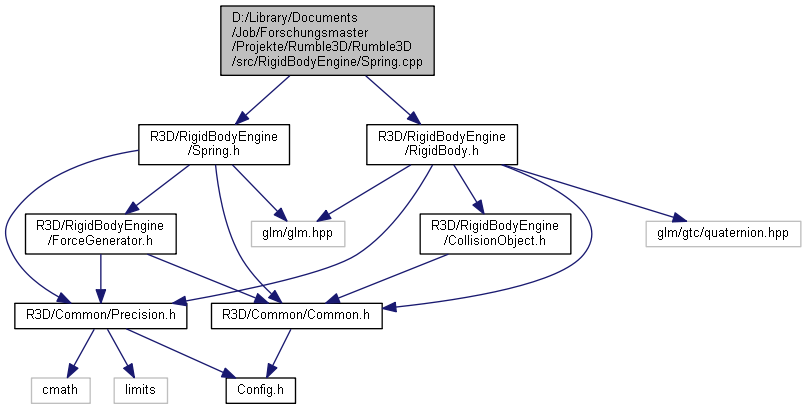 D:/Library/Documents
/Job/Forschungsmaster
/Projekte/Rumble3D/Rumble3D
/src/RigidBodyEngine/Spring.cpp
R3D/RigidBodyEngine
/Spring.h
R3D/RigidBodyEngine
/RigidBody.h
R3D/RigidBodyEngine
/ForceGenerator.h
glm/glm.hpp
R3D/RigidBodyEngine
/CollisionObject.h
glm/gtc/quaternion.hpp
R3D/Common/Precision.h
R3D/Common/Common.h
cmath
limits
Config.h